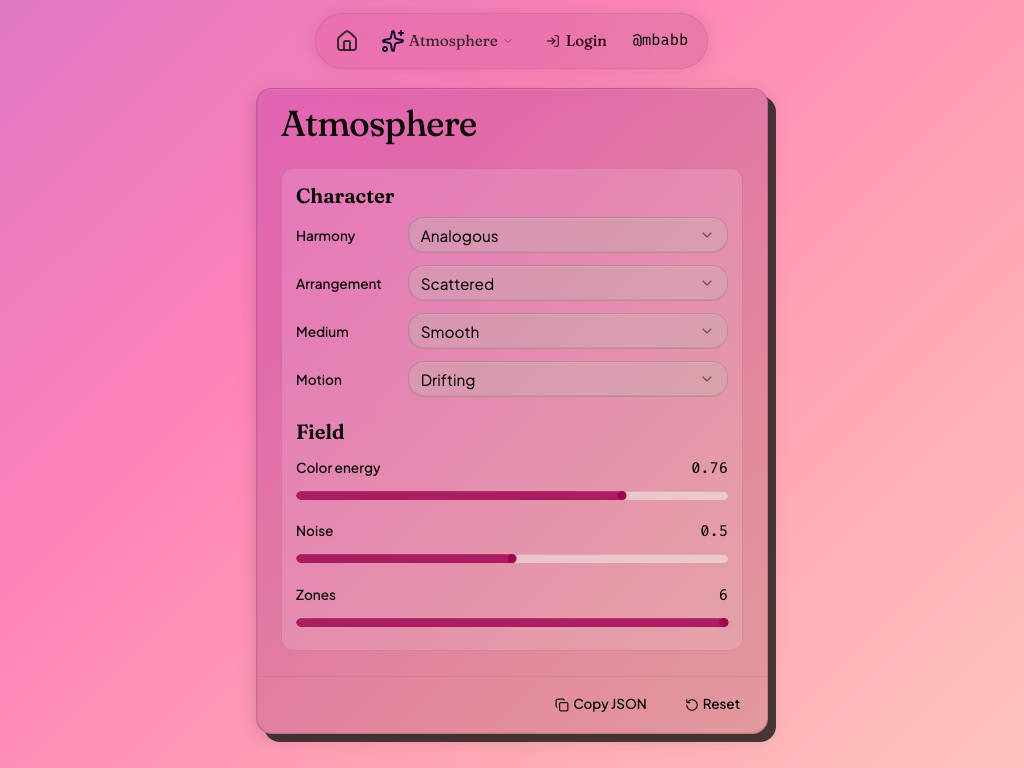 Atmosphere Login @mbabb
Atmosphere
Character
Harmony Analogous
Arrangement Scattered
Medium Smooth
Motion Drifting
Field
Color energy 0.76
Noise 0.5
Zones 6
Copy JSON Reset